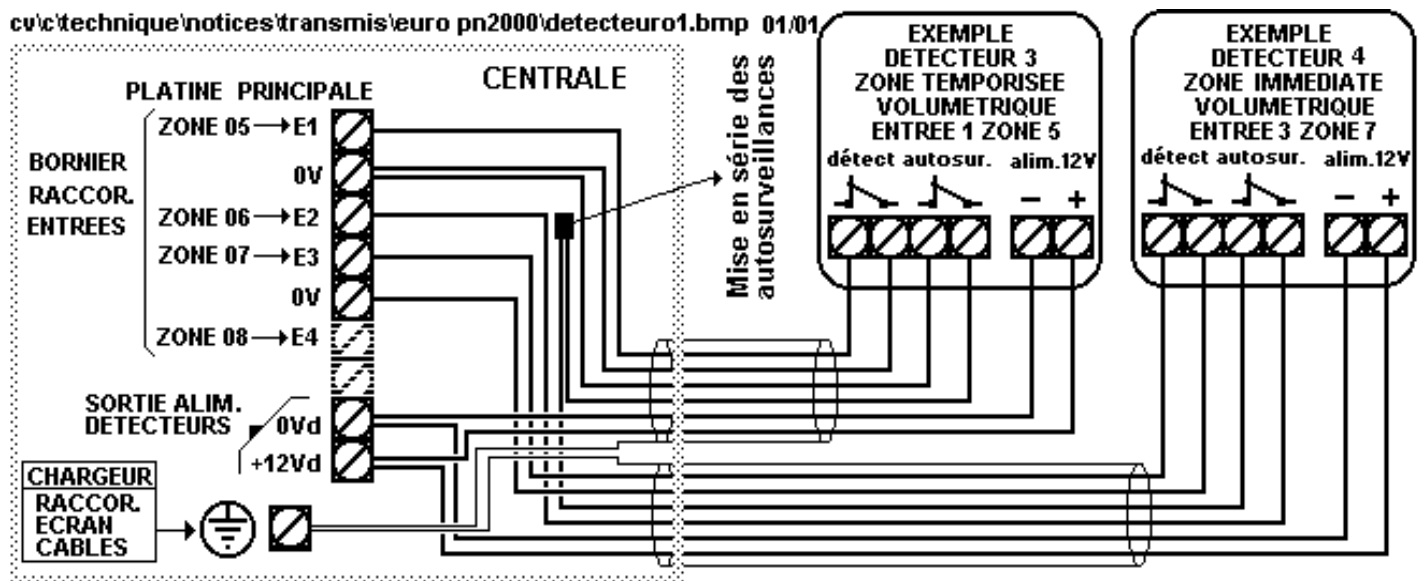 cv\c\technique\notices\transmis\euro pn2000\detecteuro1.bmp 01/01
CENTRALE
PLATINE PRINCIPALE
BORNIER
RACCOR.
ENTREES
ZONE 05 E1
0V
ZONE 06 E2
ZONE 07 E3
0V
ZONE 08 E4
SORTIE ALIM.
DETECTEURS
0Vd
+12Vd
CHARGEUR
RACCOR.
ECRAN
CABLES
Mise en série des
autosurveillances
EXEMPLE
DETECTEUR 3
ZONE TEMPORISEE
VOLUMETRIQUE
ENTREE 1 ZONE 5
détect autosur. alim.12V
− +
EXEMPLE
DETECTEUR 4
ZONE IMMEDIATE
VOLUMETRIQUE
ENTREE 3 ZONE 7
détect autosur. alim.12V
− +